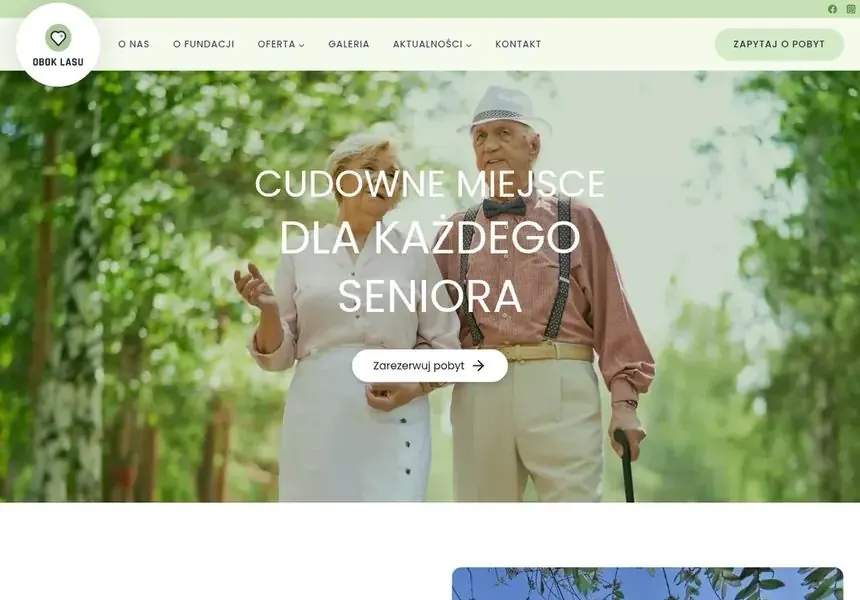 O NAS
O FUNDACJI
OFERTA
GALERIA
AKTUALNOŚCI
KONTAKT
ZAPYTAJ O POBYT
OBOK LASU
CUDOWNE MIEJSCE
DLA KAŻDEGO
SENIORA
Zarezerwuj pobyt